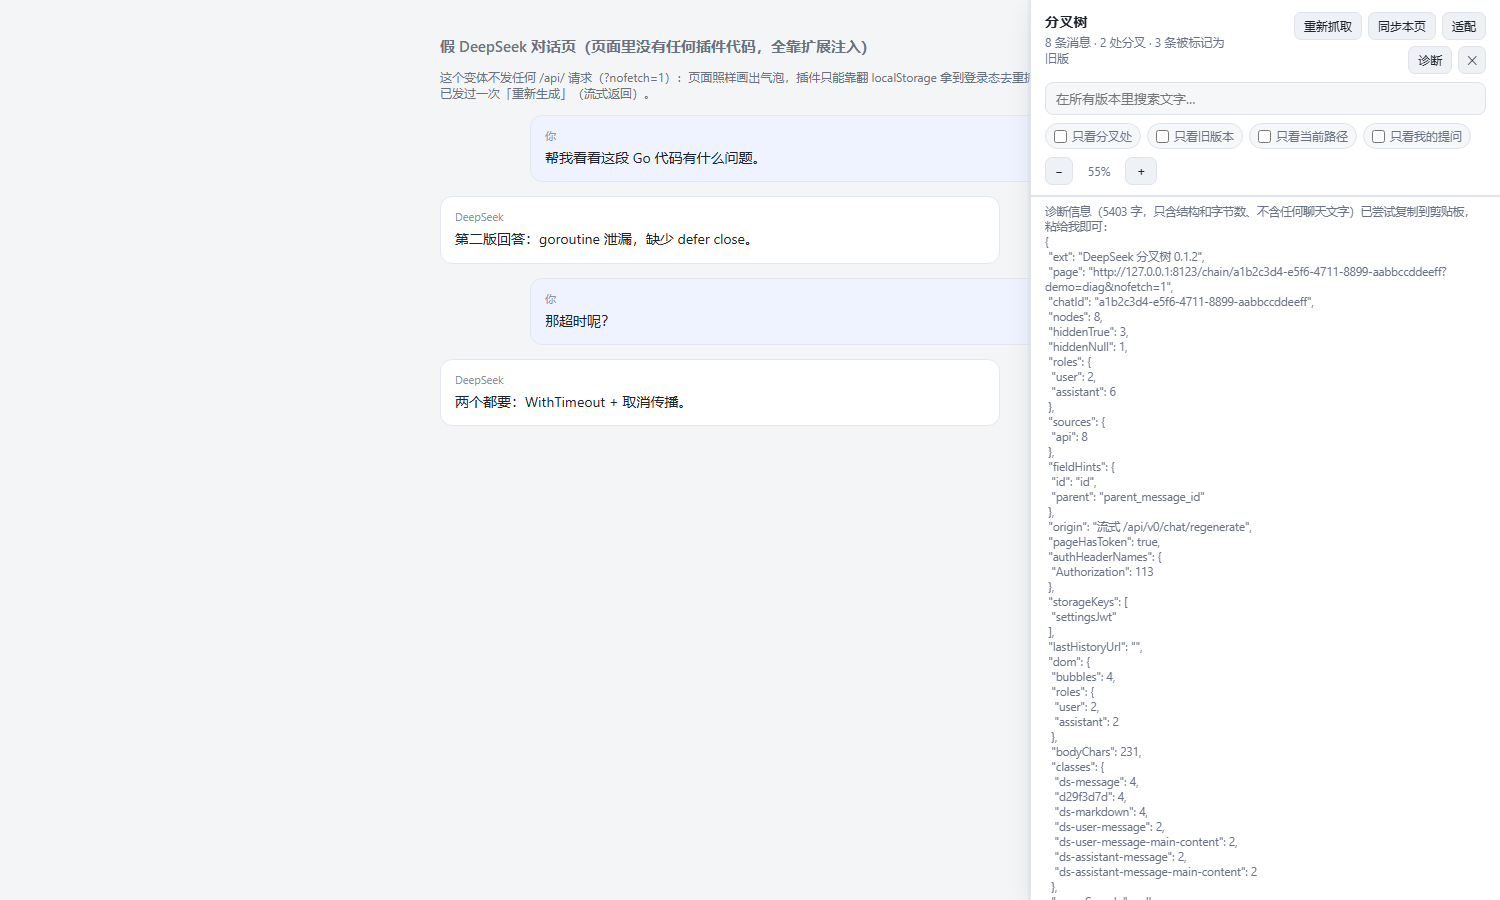 假 DeepSeek 对话页（页面里没有任何插件代码，全靠扩展注入）
这个变体不发任何 /api/ 请求（?nofetch=1）：页面照样画出气泡，插件只能靠翻 localStorage 拿到登录态去重
已发过一次「重新生成」（流式返回）。
你
帮我看看这段 Go 代码有什么问题。
DeepSeek
第二版回答：goroutine 泄漏，缺少 defer close。
你
那超时呢？
DeepSeek
两个都要：WithTimeout + 取消传播。
分叉树
8 条消息 · 2 处分叉 · 3 条被标记为
旧版
重新抓取
同步本页
适配
诊断
×
在所有版本里搜索文字...
只看分叉处
只看旧版本
只看当前路径
只看我的提问
−
55%
+
诊断信息（5403 字，只含结构和字节数、不含任何聊天文字）已尝试复制到剪贴板，
粘给我即可：
{
"ext": "DeepSeek 分叉树 0.1.2",
"page": "http://127.0.0.1:8123/chain/a1b2c3d4-e5f6-4711-8899-aabbccddeeff?
demo=diag&nofetch=1",
"chatId": "a1b2c3d4-e5f6-4711-8899-aabbccddeeff",
"nodes": 8,
"hiddenTrue": 3,
"hiddenNull": 1,
"roles": {
"user": 2,
"assistant": 6
},
"sources": {
"api": 8
},
"fieldHints": {
"id": "id",
"parent": "parent_message_id"
},
"origin": "流式 /api/v0/chat/regenerate",
"pageHasToken": true,
"authHeaderNames": {
"Authorization": 113
},
"storageKeys": [
"settingsJwt"
],
"lastHistoryUrl": "",
"dom": {
"bubbles": 4,
"roles": {
"user": 2,
"assistant": 2
},
"bodyChars": 231,
"classes": {
"ds-message": 4,
"d29f3d7d": 4,
"ds-markdown": 4,
"ds-user-message": 2,
"ds-user-message-main-content": 2,
"ds-assistant-message": 2,
"ds-assistant-message-main-content": 2
},